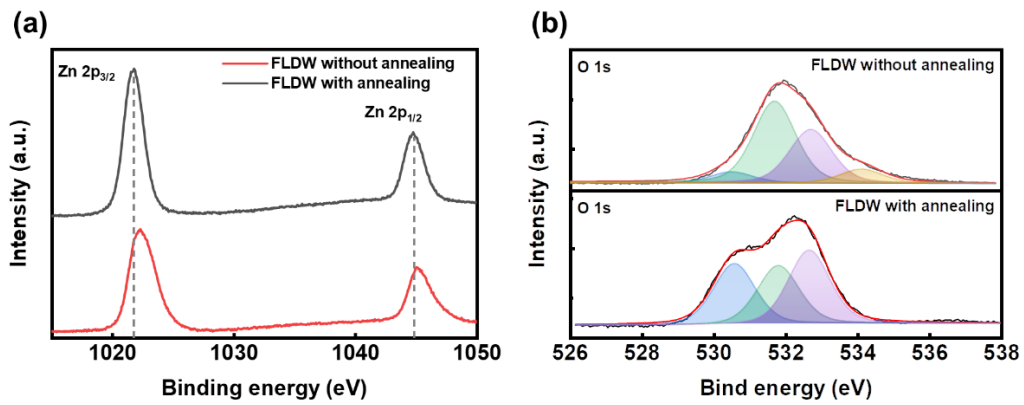 (a)
Zn 2p3/2
FLDW without annealing
FLDW with annealing
Zn 2p1/2
Intensity (a.u.)
1020 1030 1040 1050
Binding energy (eV)
(b)
O 1s
FLDW without annealing
O 1s
FLDW with annealing
Intensity (a.u.)
526 528 530 532 534 536 538
Bind energy (eV)